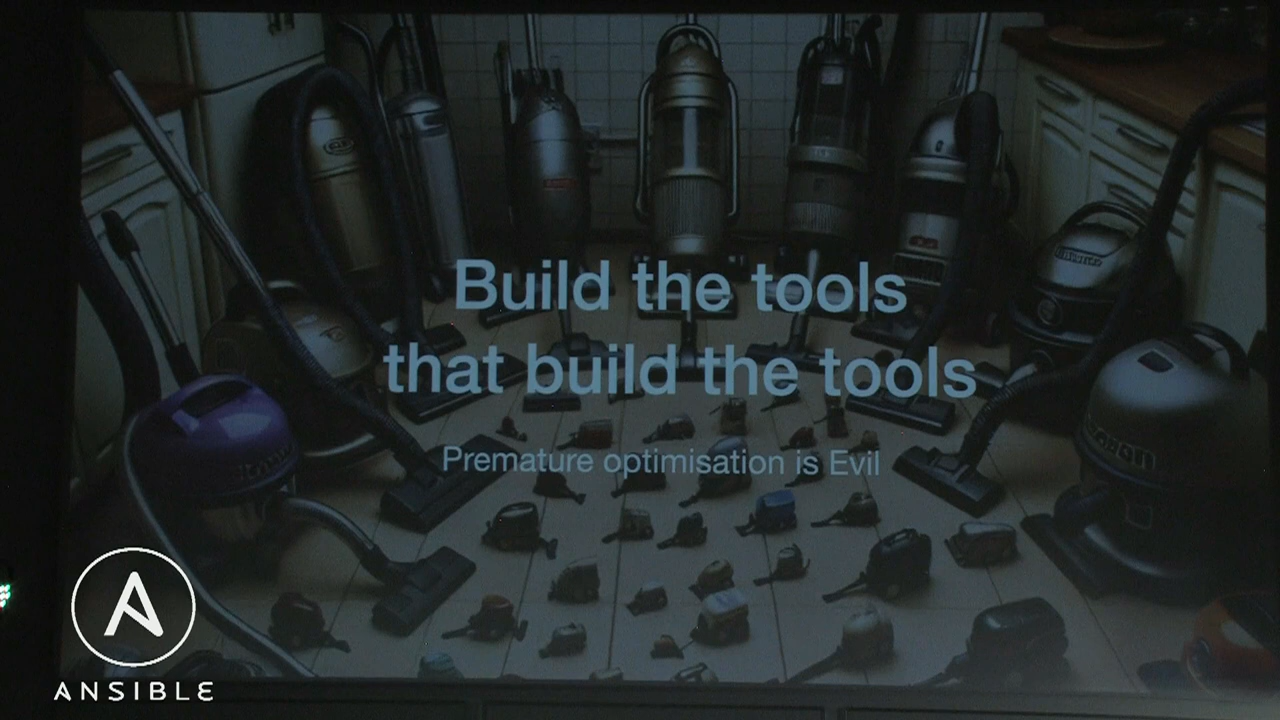 Build the tools
that build the tools
Premature optimisation is Evil
ANSIBLE